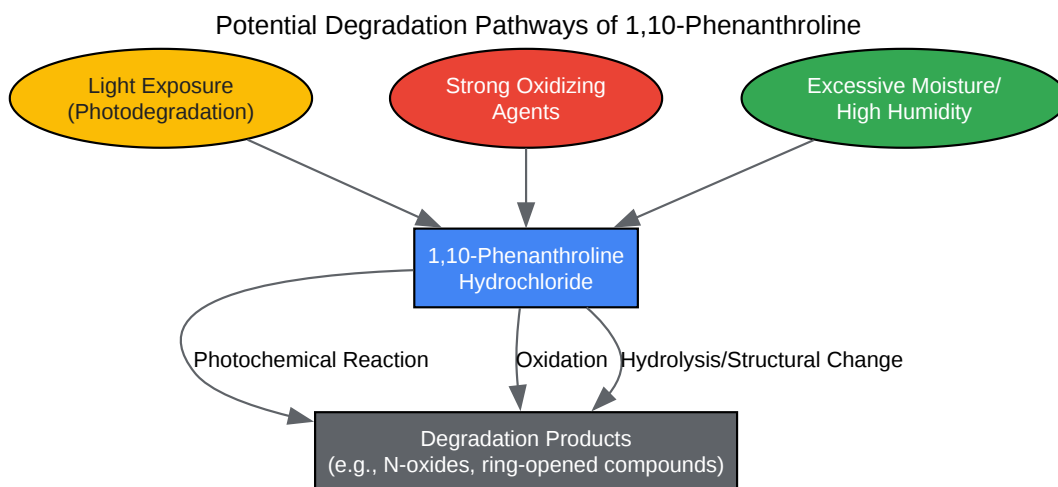 Potential Degradation Pathways of 1,10-Phenanthroline
Light Exposure
(Photodegradation)
Strong Oxidizing
Agents
Excessive Moisture/
High Humidity
1,10-Phenanthroline
Hydrochloride
Photochemical Reaction
Oxidation
Hydrolysis/Structural Change
Degradation Products
(e.g., N-oxides, ring-opened compounds)